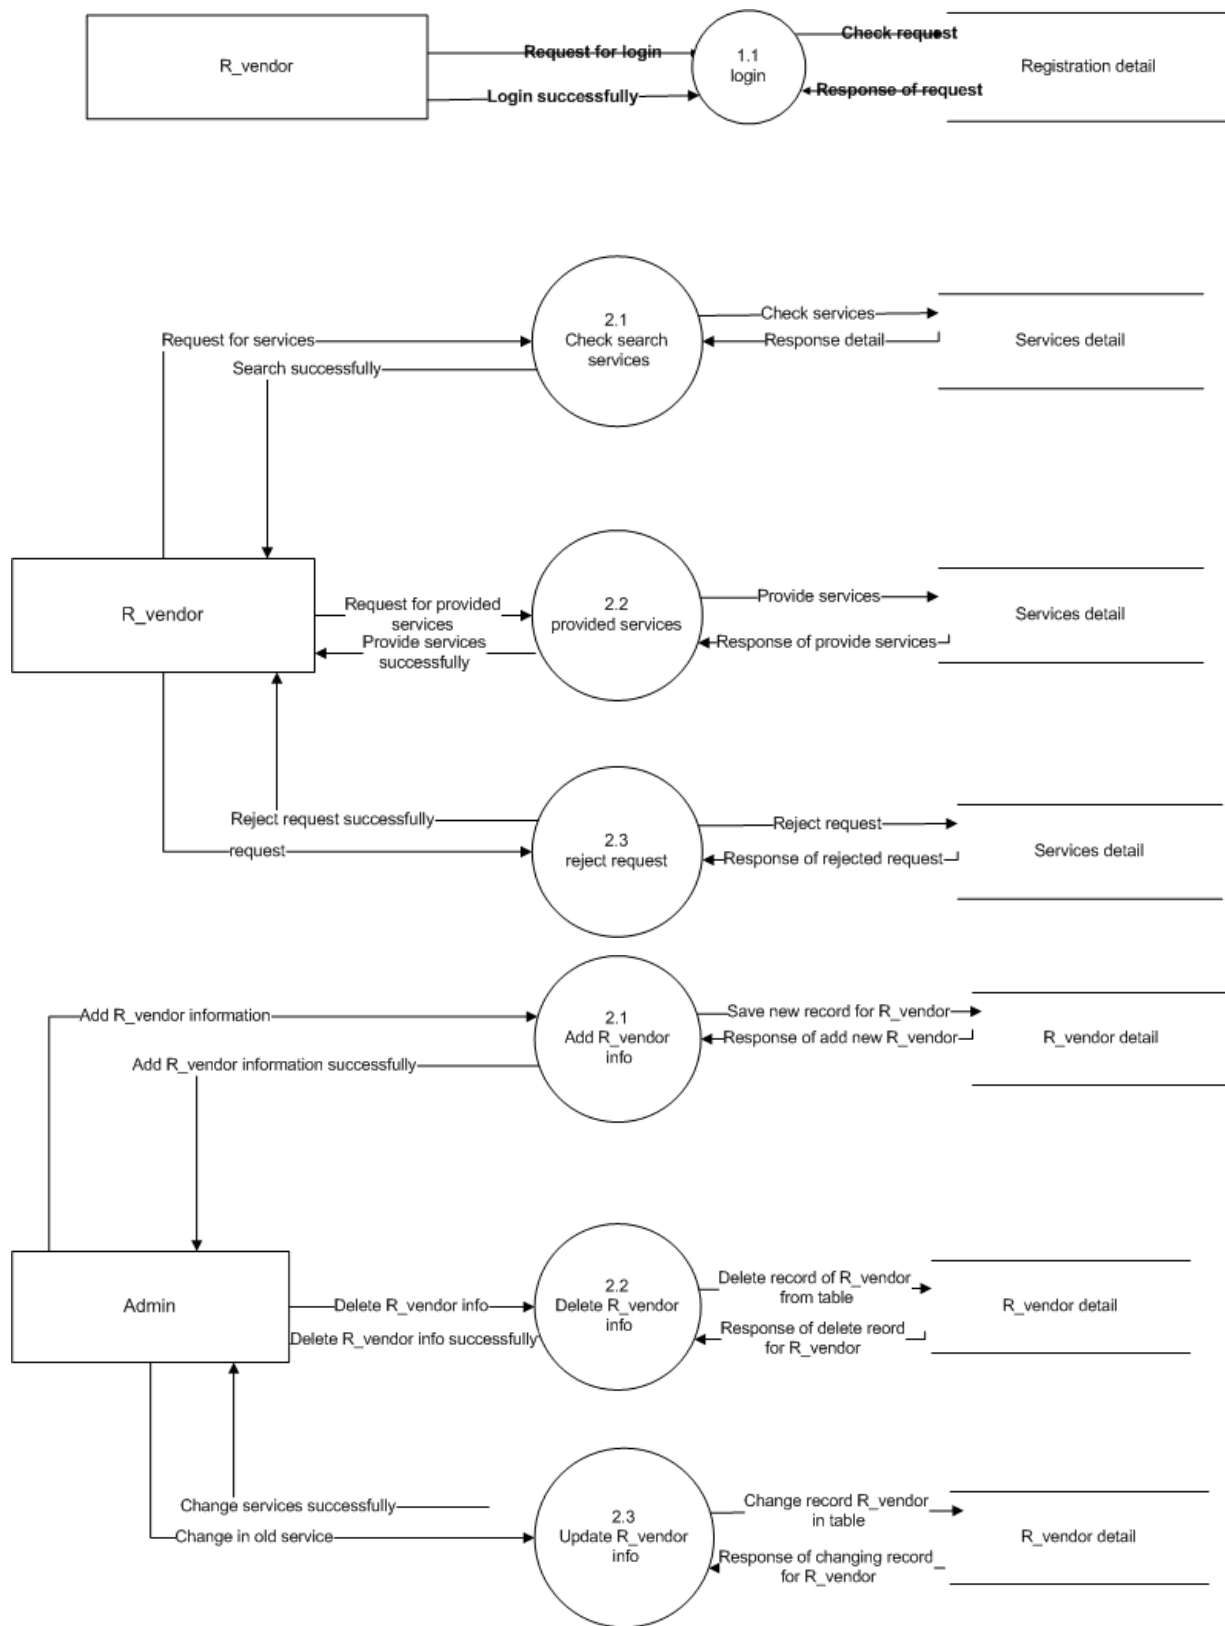 R_vendor
Request for login
Login successfully
1.1
login
Check request
Response of request
Registration detail
Request for services
Search successfully
2.1
Check search
services
Check services
Response detail
Services detail
R_vendor
Request for provided
services
Provide services
successfully
2.2
provided services
Provide services
Response of provide services
Services detail
Reject request successfully
request
2.3
reject request
Reject request
Response of rejected request
Services detail
Add R_vendor information
Add R_vendor information successfully
2.1
Add R_vendor
info
Save new record for R_vendor
Response of add new R_vendor
R_vendor detail
Admin
Delete R_vendor info
Delete R_vendor info successfully
2.2
Delete R_vendor
info
Delete record of R_vendor
from table
Response of delete reord
for R_vendor
R_vendor detail
Change services successfully
Change in old service
2.3
Update R_vendor
info
Change record R_vendor
in table
Response of changing record
for R_vendor
R_vendor detail